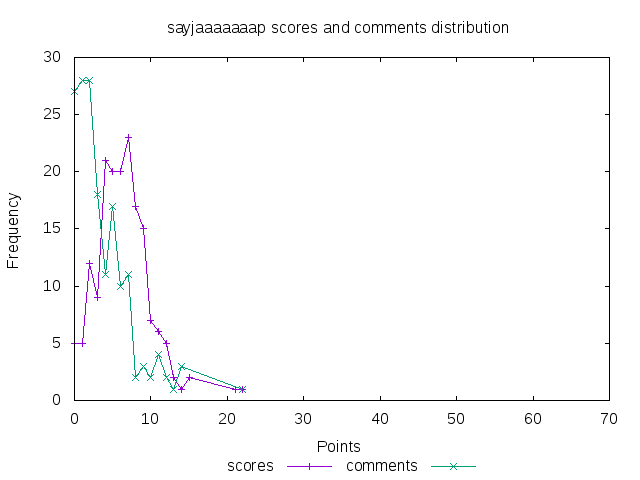 sayjaaaaaaap scores and comments distribution
30
25
20
15
10
5
0
Frequency
0 10 20 30 40 50 60 70
Points
scores comments